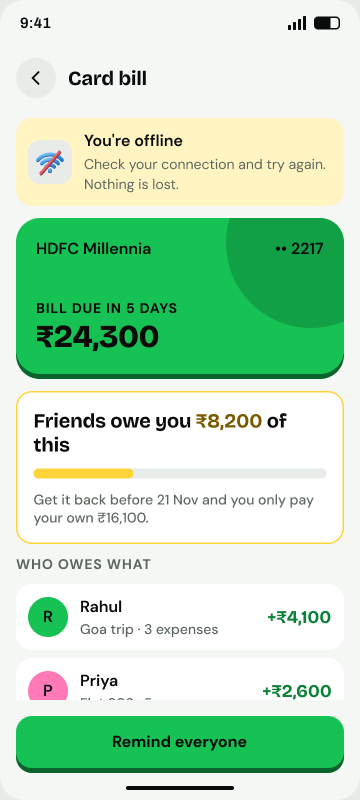 9:41
Card bill
You're offline
Check your connection and try again.
Nothing is lost.
HDFC Millennia
•• 2217
BILL DUE IN 5 DAYS
₹24,300
Friends owe you ₹8,200 of
this
Get it back before 21 Nov and you only pay
your own ₹16,100.
WHO OWES WHAT
R
Rahul
Goa trip · 3 expenses
+₹4,100
P
Priya
+₹2,600
Remind everyone